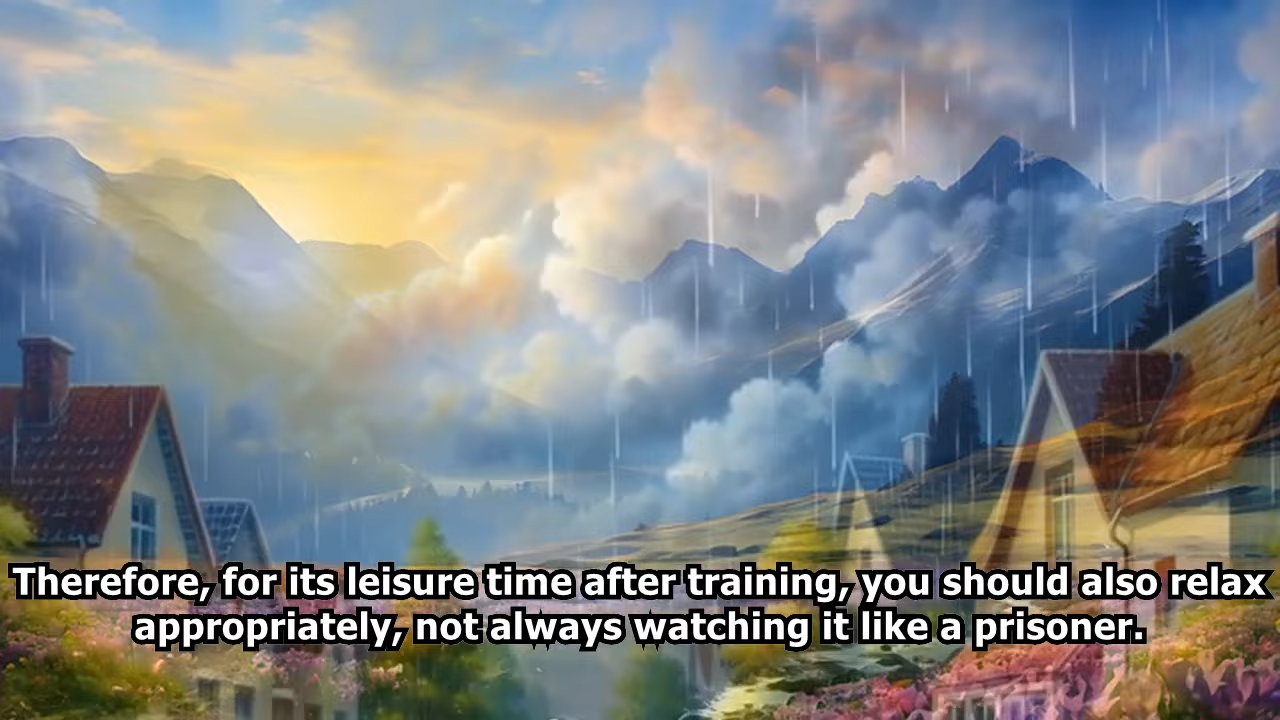 Therefore, for its leisure time after training, you should also relax
appropriately, not always watching it like a prisoner.